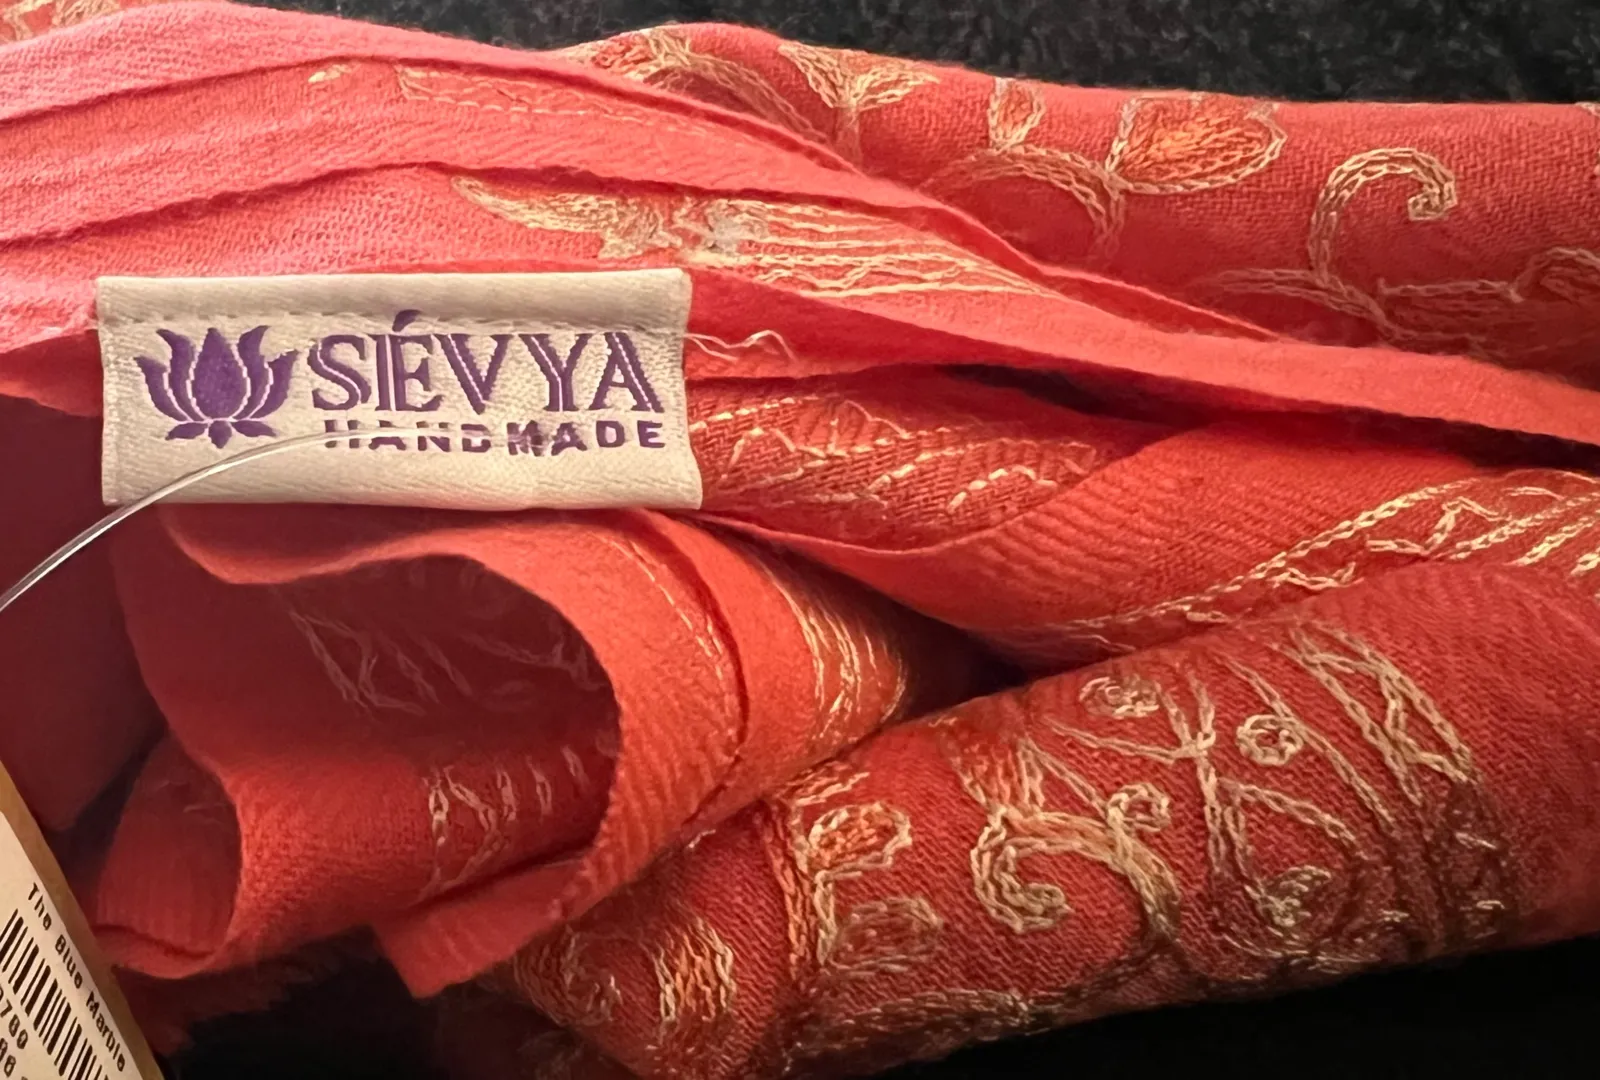 SÉVYA
HANDMADE
The Blue Marble